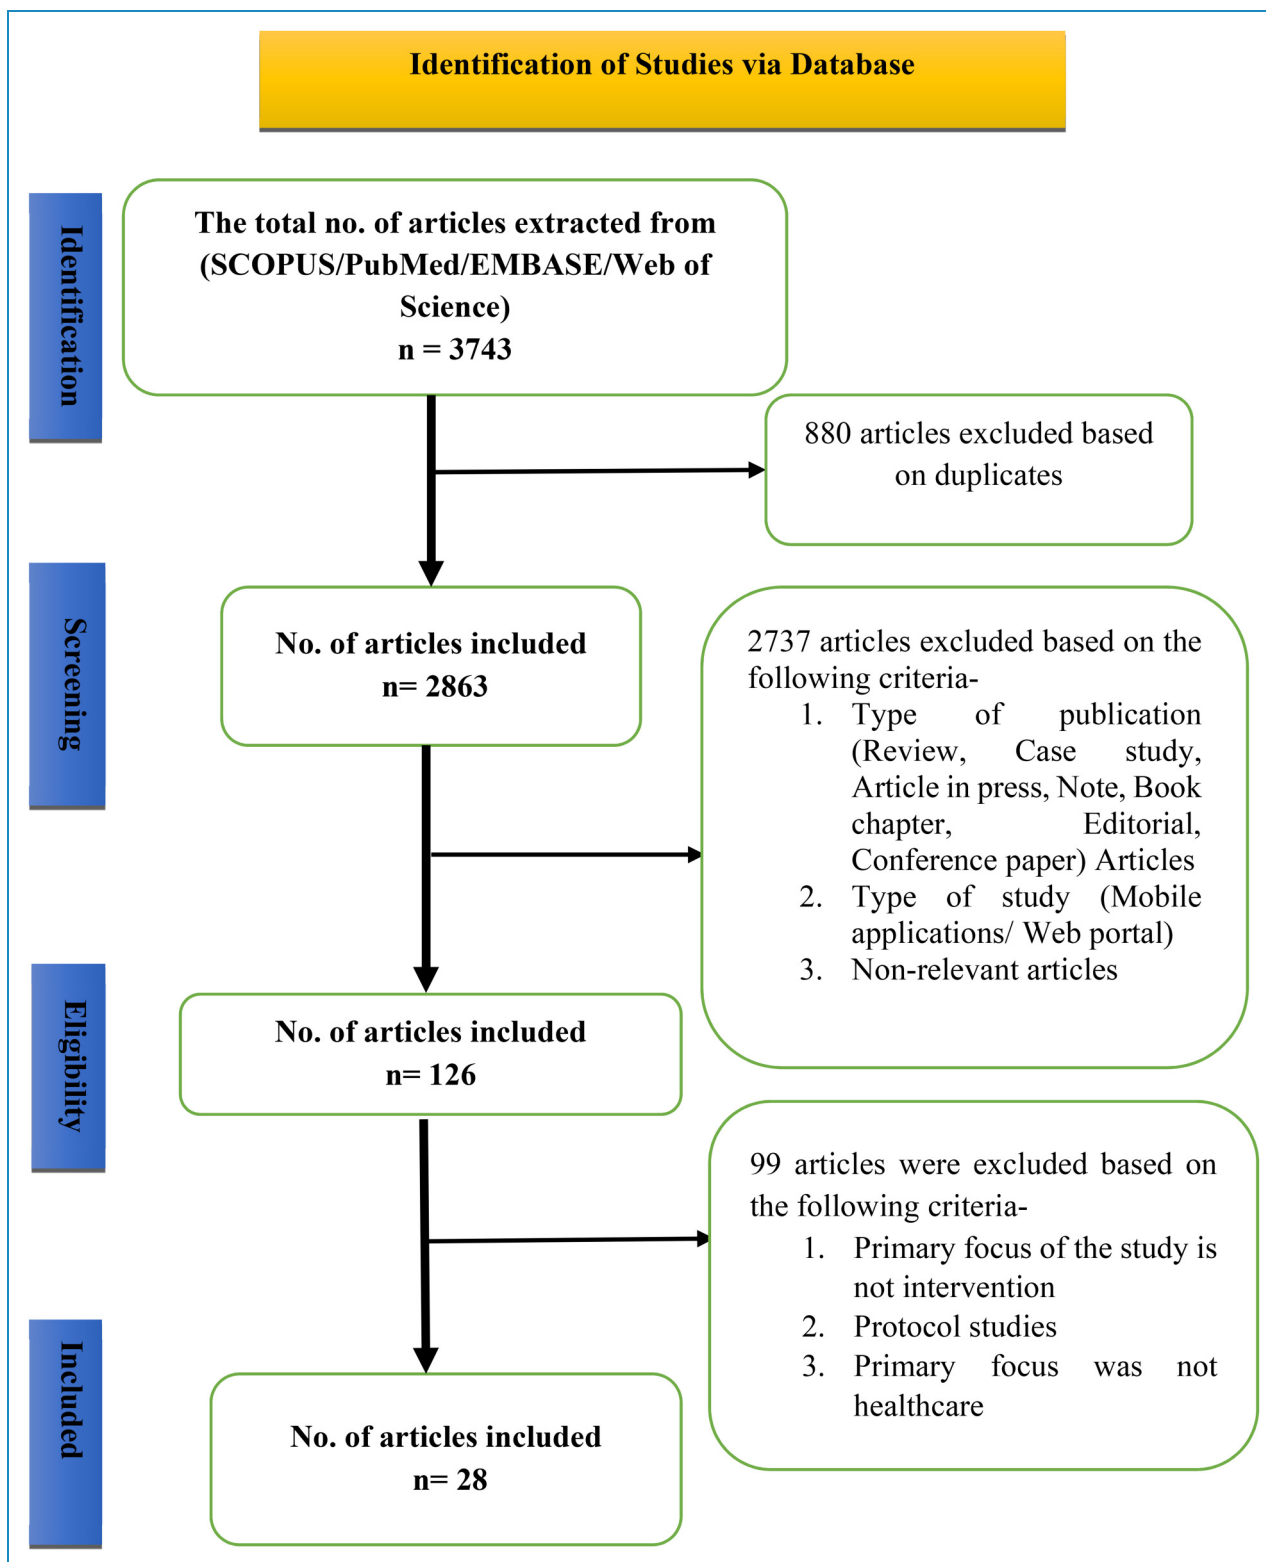 Identification of Studies via Database
Identification
The total no. of articles extracted from
(SCOPUS/PubMed/EMBASE/Web of
Science)
n = 3743
880 articles excluded based
on duplicates
Screening
No. of articles included
n= 2863
2737 articles excluded based on the
following criteria-
1. Type of publication
(Review, Case study,
Article in press, Note, Book
chapter, Editorial,
Conference paper) Articles
2. Type of study (Mobile
applications/ Web portal)
3. Non-relevant articles
Eligibility
No. of articles included
n= 126
99 articles were excluded based on
the following criteria-
1. Primary focus of the study is
not intervention
2. Protocol studies
3. Primary focus was not
healthcare
Included
No. of articles included
n= 28